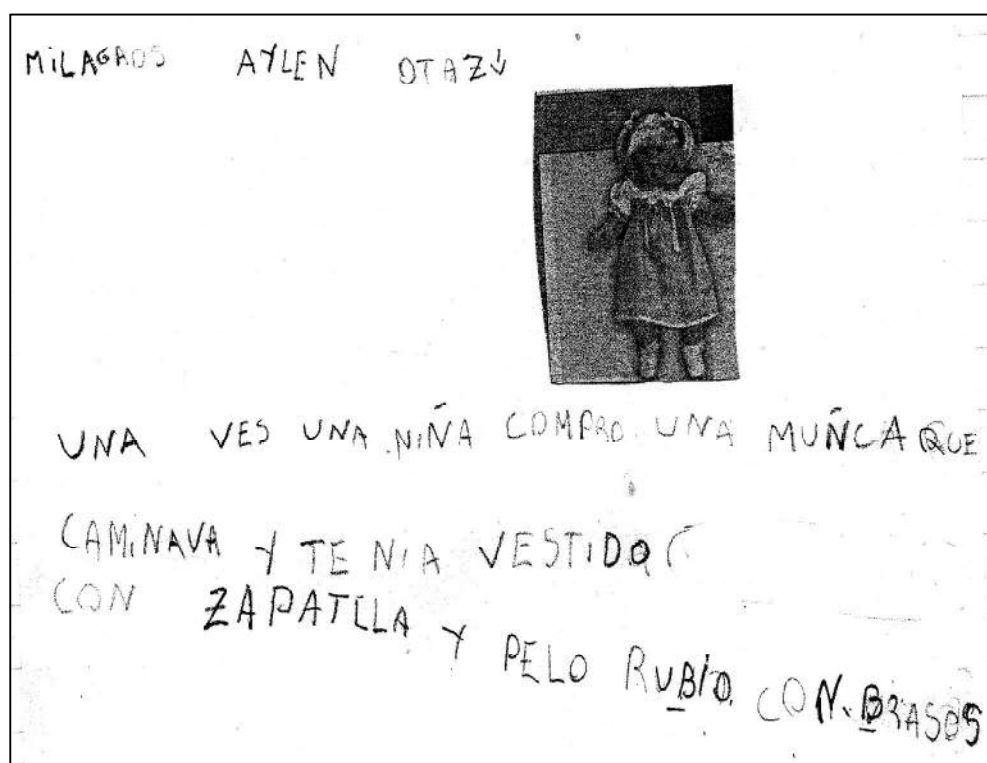 MiLAGROS AYLEN OTAZÚ
UNA VES UNA NIÑA COMPRO UNA MUÑCA QUE
CAMINAVA Y TENIA VESTIDO
CON ZAPATLLA Y PELO RUBIO CON BRASOS